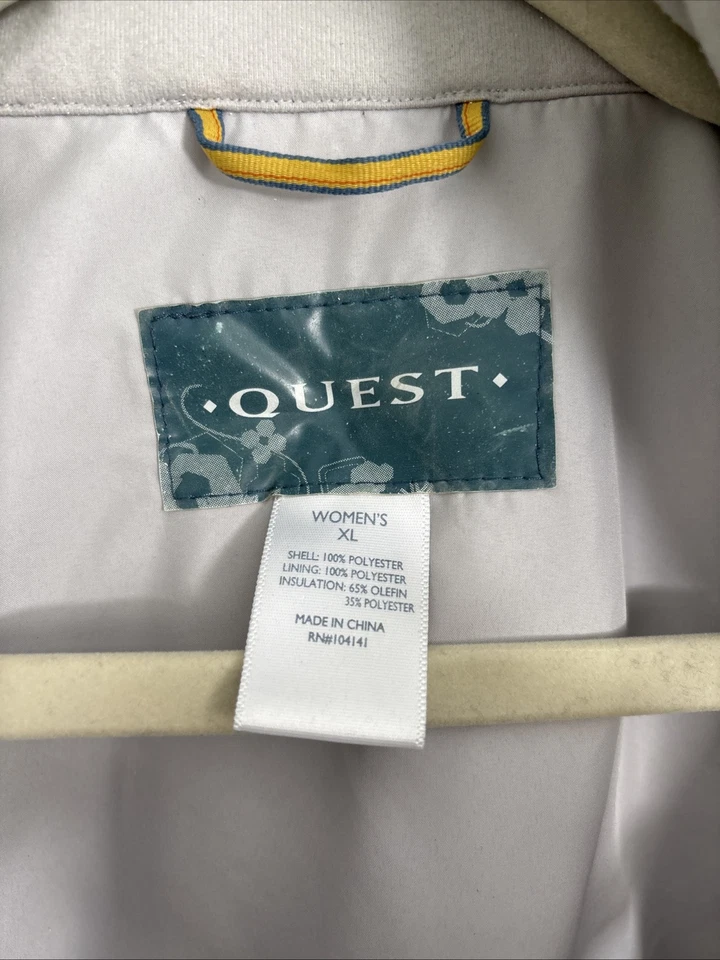 QUEST
WOMEN'S
XL
SHELL: 100% POLYESTER
LINING: 100% POLYESTER
INSULATION: 65% OLEFIN
35% POLYESTER
MADE IN CHINA
RN#104141